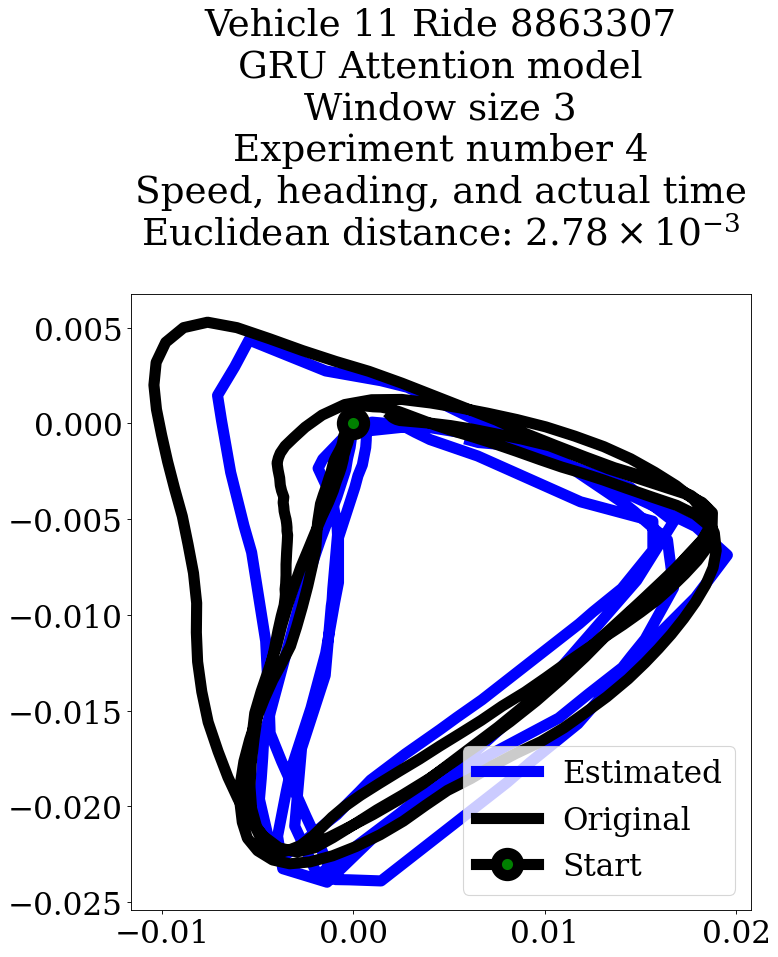 Vehicle 11 Ride 8863307
GRU Attention model
Window size 3
Experiment number 4
Speed, heading, and actual time
Euclidean distance: 2.78 × 10⁻³
0.005
0.000
−0.005
−0.010
−0.015
−0.020
−0.025
−0.01
0.00
0.01
0.02
Estimated
Original
Start